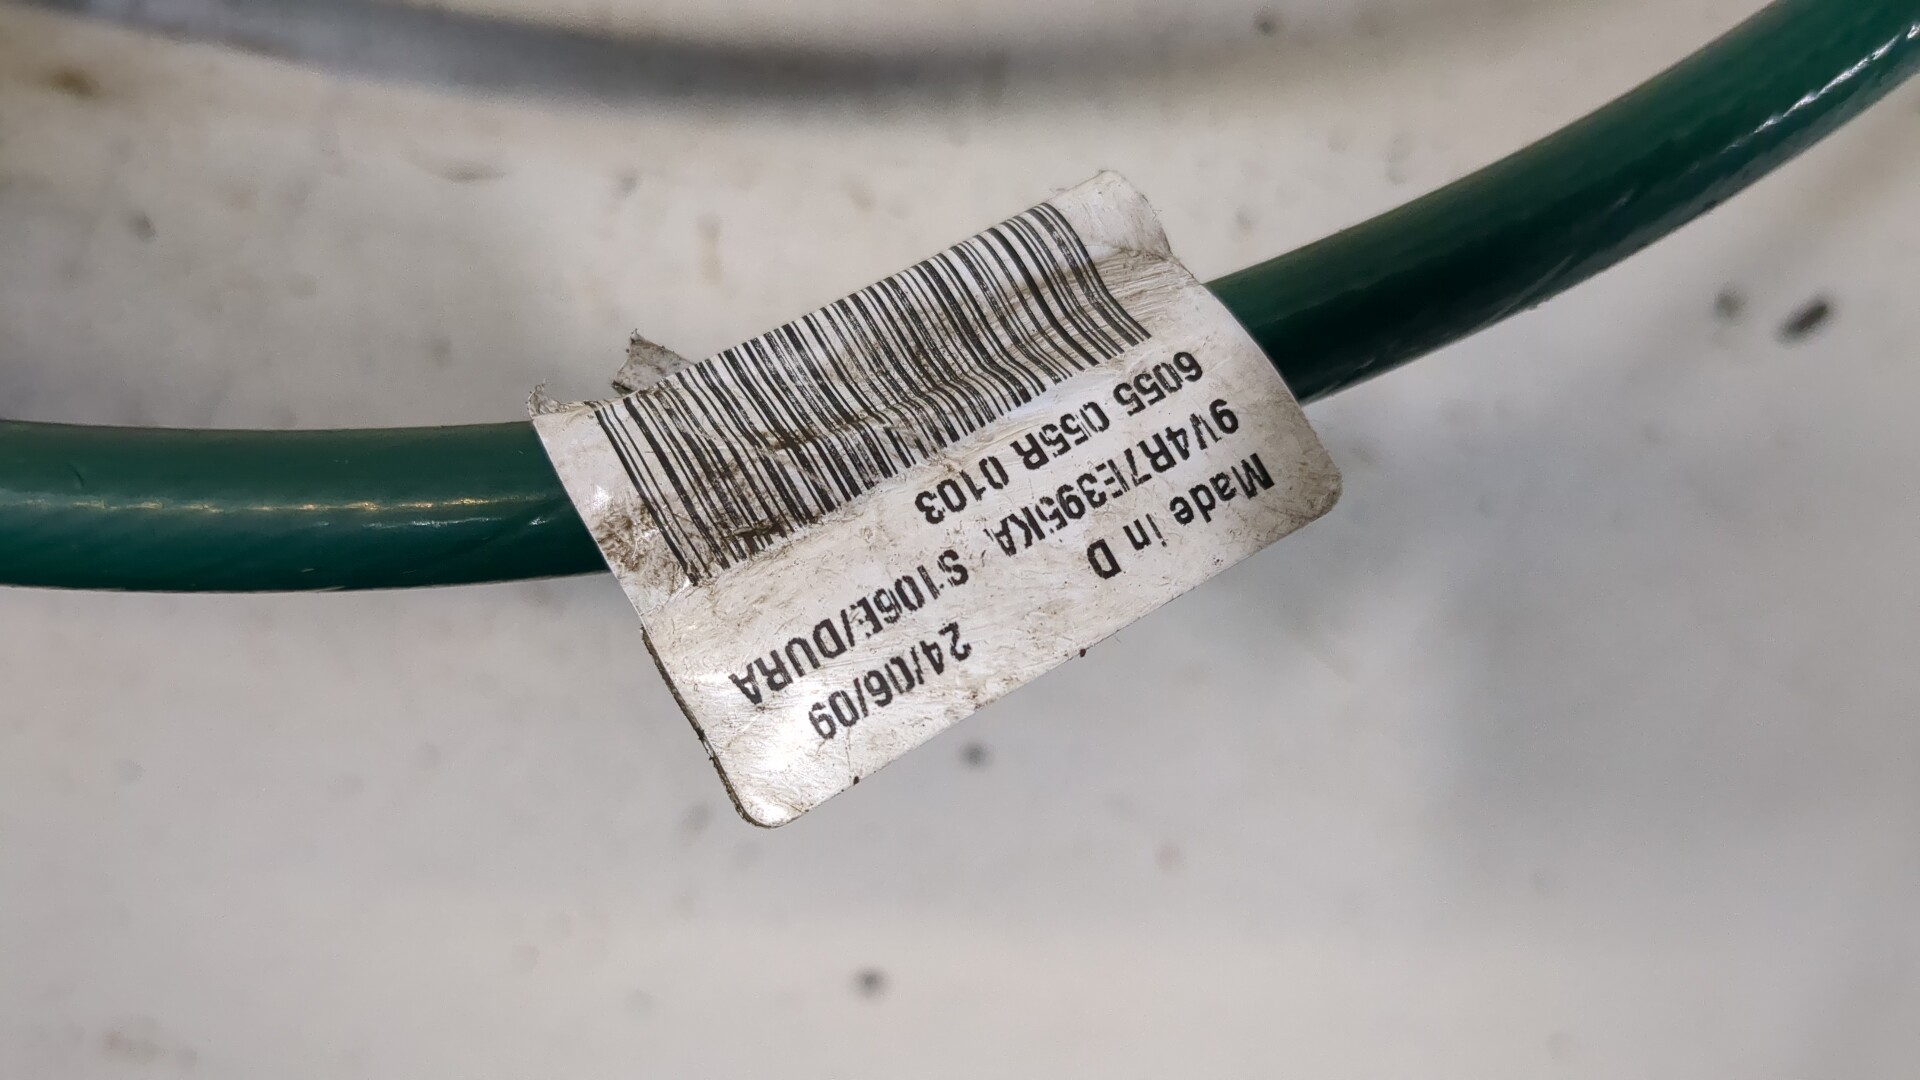 Made in D 24/06/09
9V4R7E395KA S106E/DURA
6055 055R 0103